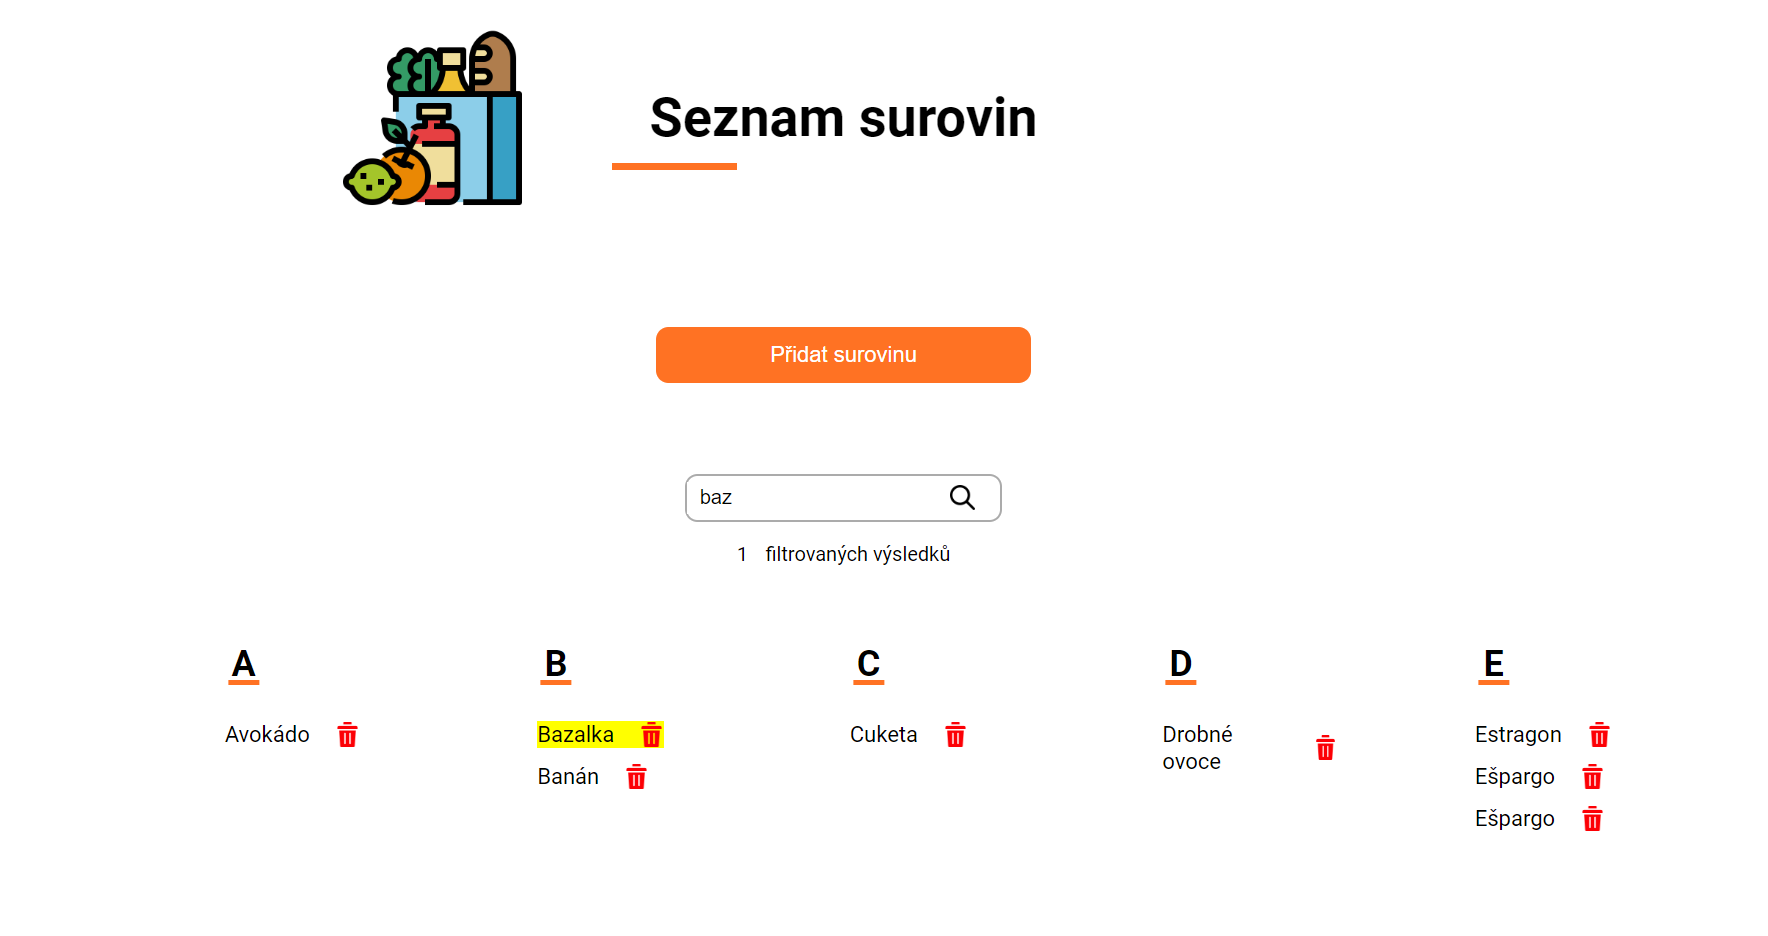 Seznam surovin
Přidat surovinu
baz
1 filtrovaných výsledků
A
Avokádo
B
Bazalka
Banán
C
Cuketa
D
Drobné
ovoce
E
Estragon
Ešpargo
Ešpargo